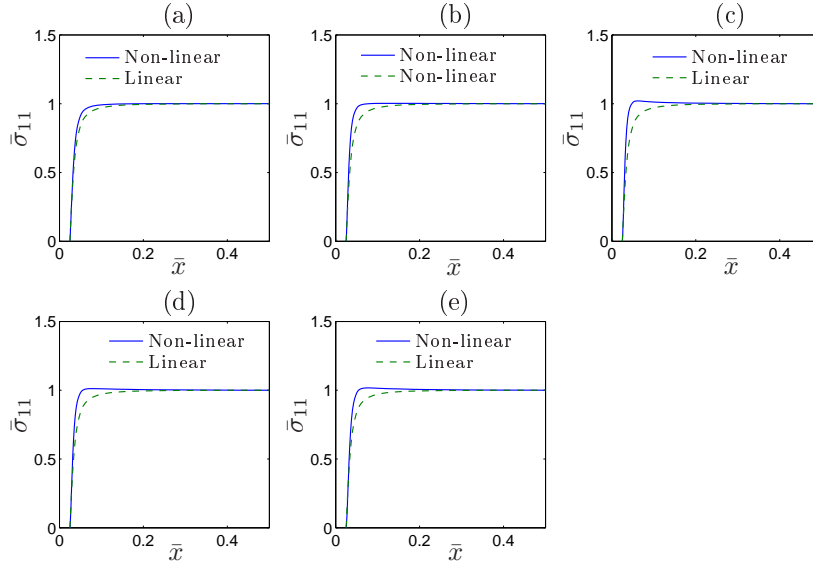 (a)
1.5
Non-linear
Linear
1
σ̄₁₁
0.5
0
0
0.2
0.4
x̄
(b)
1.5
Non-linear
Non-linear
1
σ̄₁₁
0.5
0
0
0.2
0.4
x̄
(c)
1.5
Non-linear
Linear
1
σ̄₁₁
0.5
0
0
0.2
0.4
x̄
(d)
1.5
Non-linear
Linear
1
σ̄₁₁
0.5
0
0
0.2
0.4
x̄
(e)
1.5
Non-linear
Linear
1
σ̄₁₁
0.5
0
0
0.2
0.4
x̄